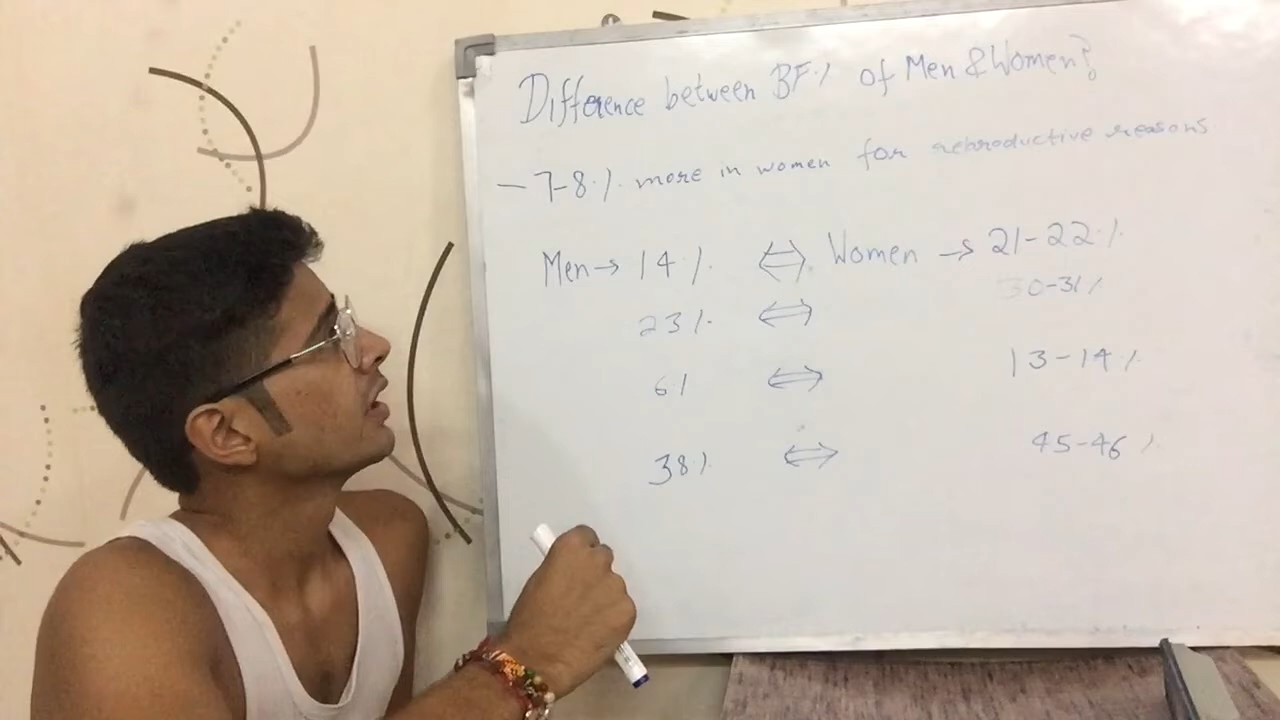 Difference between BF% of Men & Women?
- 7-8% more in women for reproductive reasons
Men → 14% ⇔ Women → 21-22%
23% ⇔ 30-31%
6% ⇔ 13-14%
38% ⇔ 45-46%